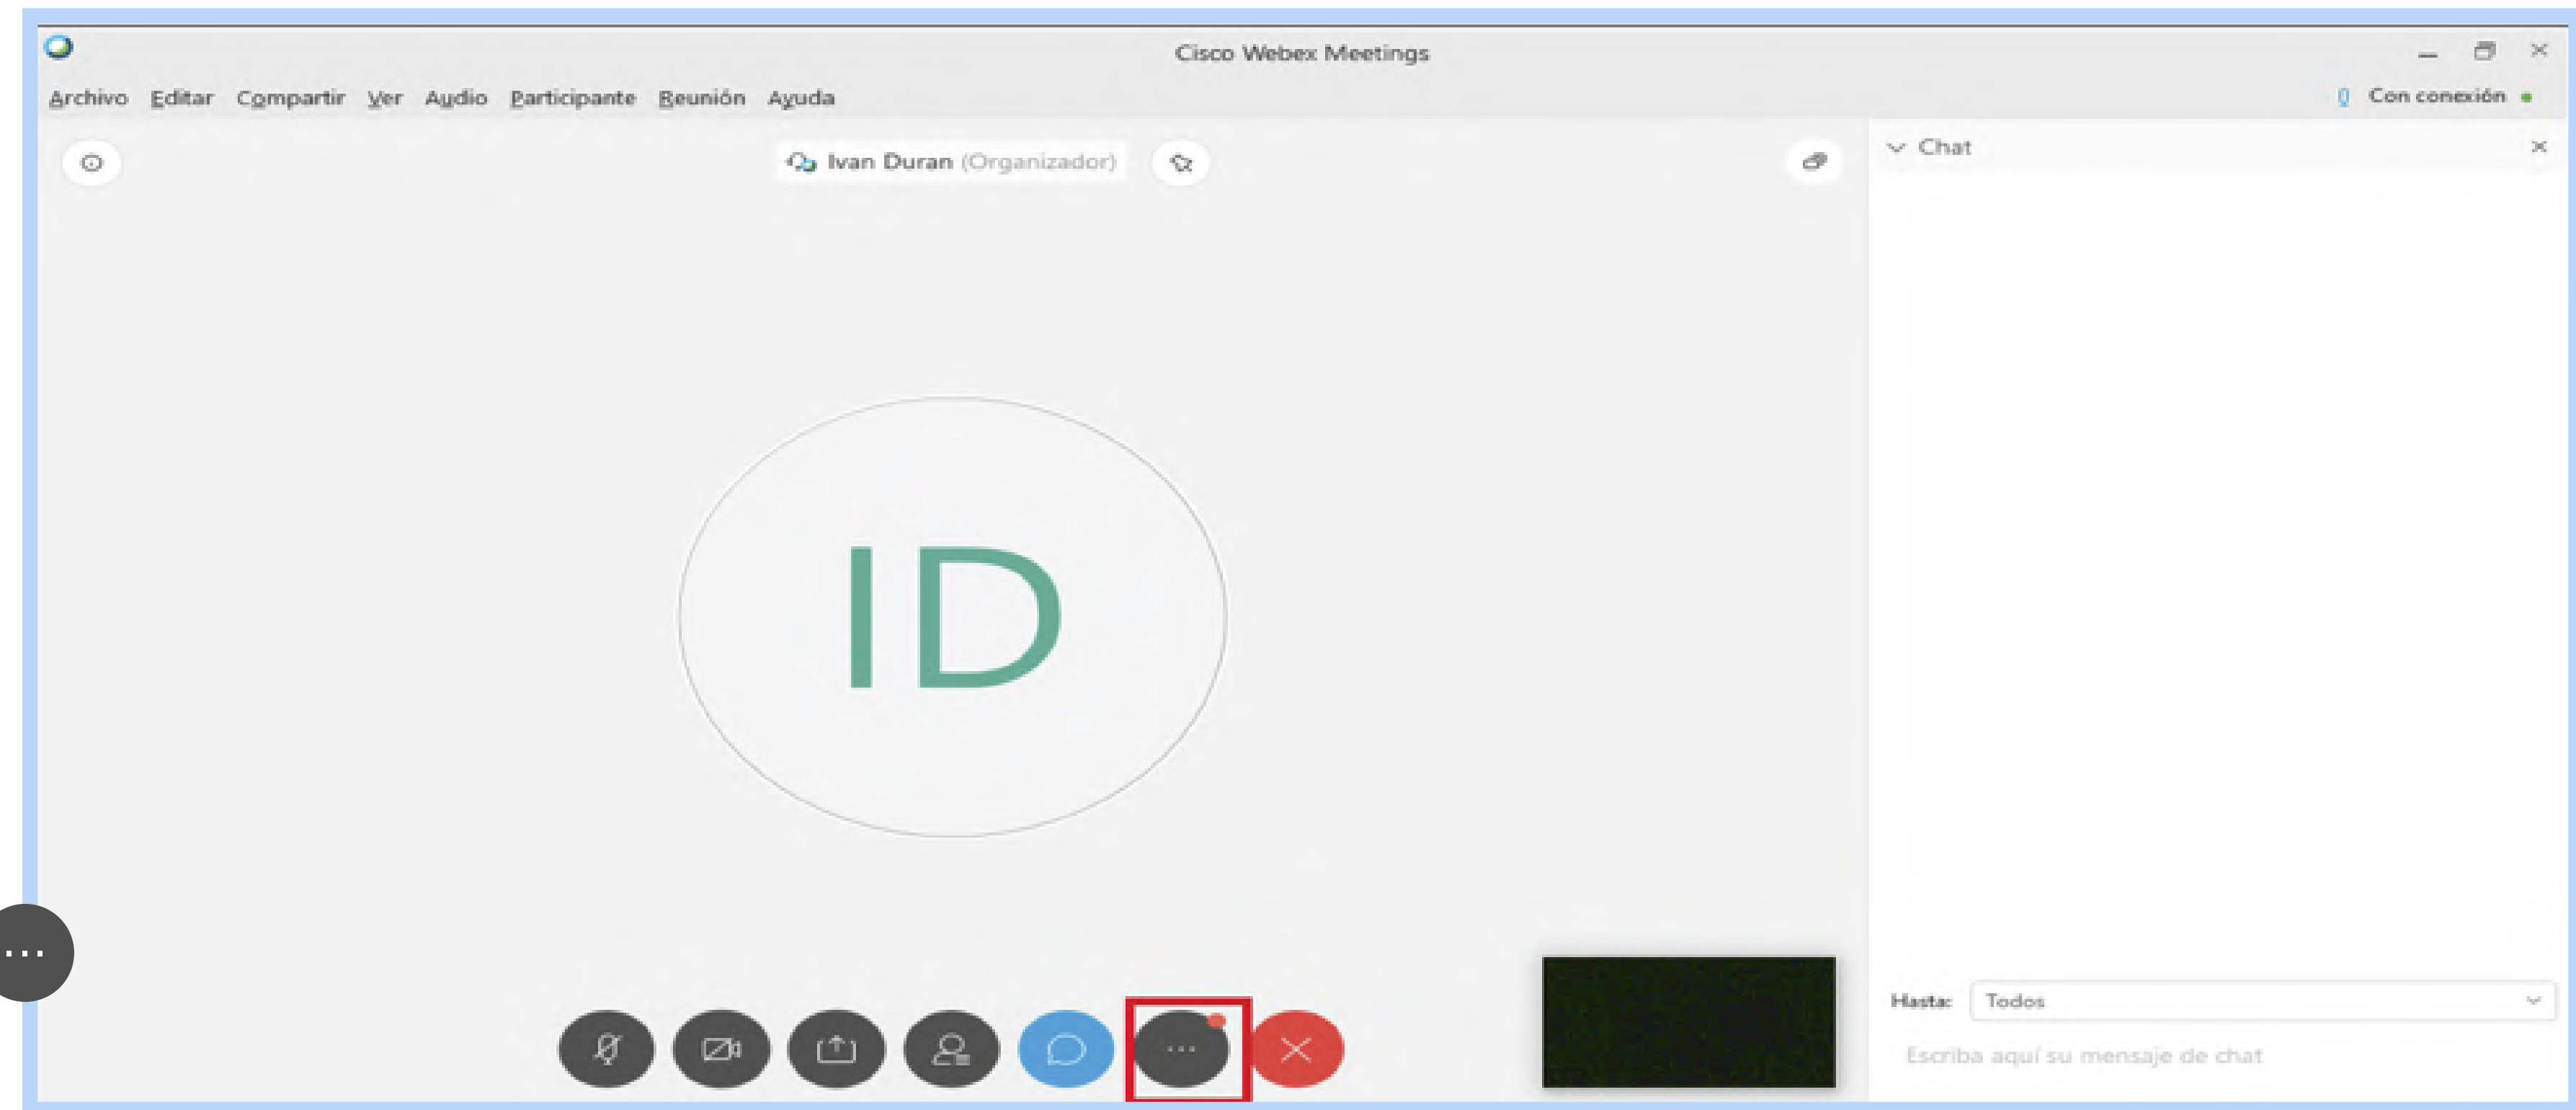 Cisco Webex Meetings
Archivo Editar Compartir Ver Audio Participante Reunión Ayuda
Con conexión
Ivan Duran (Organizador)
Chat
ID
Hasta: Todos
Escriba aquí su mensaje de chat